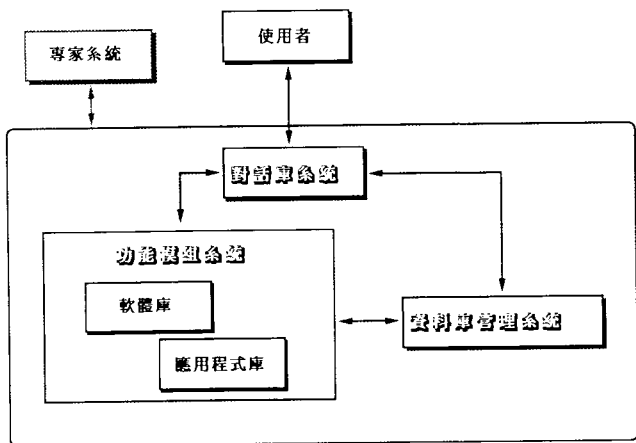 使用者
專家系統
對話庫系統
功能模組系統
軟體庫
資料庫管理系統
應用程式庫